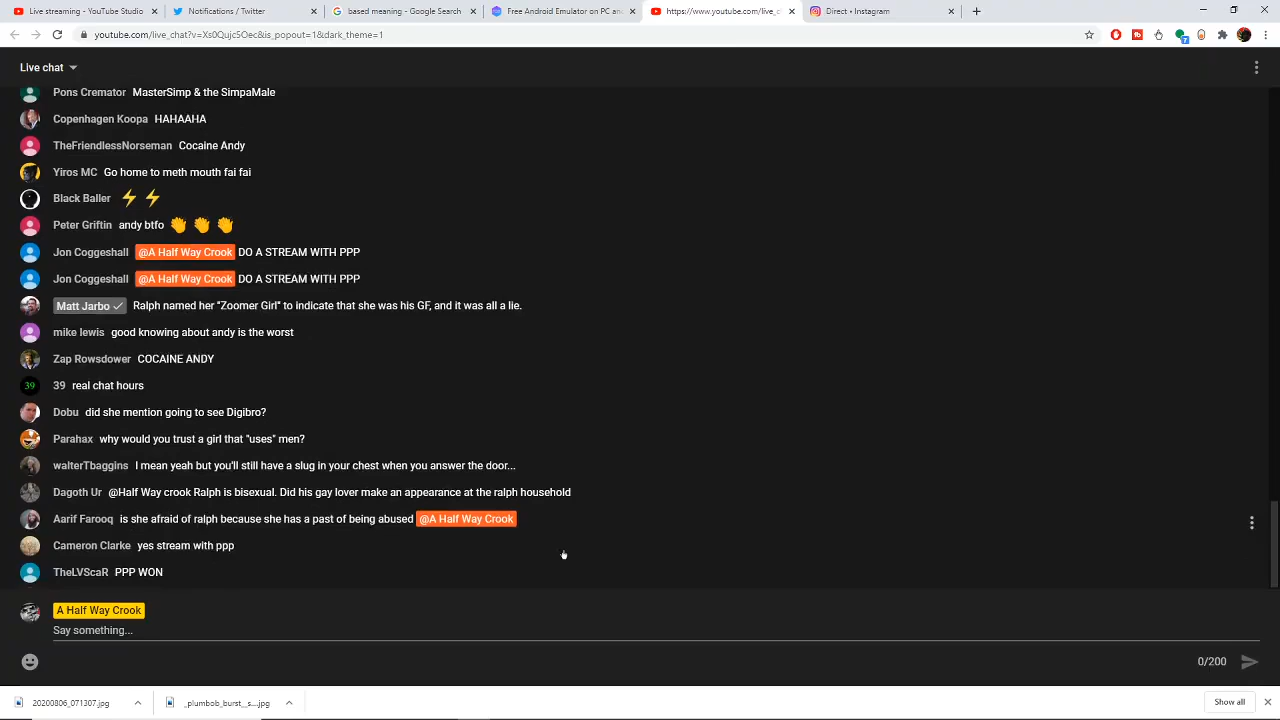 Live streaming - YouTube Studio
Notifications / Twitter
based meaning - Google Search
Free Android Emulator on PC an
https://www.youtube.com/live_c
Direct • Instagram
youtube.com/live_chat?v=Xs0Qujc5Oec&is_popout=1&dark_theme=1
Live chat
Pons Cremator MasterSimp & the SimpaMale
Copenhagen Koopa HAHAAHA
TheFriendlessNorseman Cocaine Andy
Yiros MC Go home to meth mouth fai fai
Black Baller ⚡ ⚡
Peter Griftin andy btfo 👏 👏 👏
Jon Coggeshall @A Half Way Crook DO A STREAM WITH PPP
Jon Coggeshall @A Half Way Crook DO A STREAM WITH PPP
Matt Jarbo ✓ Ralph named her "Zoomer Girl" to indicate that she was his GF, and it was all a lie.
mike lewis good knowing about andy is the worst
Zap Rowsdower COCAINE ANDY
39 39 real chat hours
Dobu did she mention going to see Digibro?
Parahax why would you trust a girl that "uses" men?
walterTbaggins I mean yeah but you'll still have a slug in your chest when you answer the door...
Dagoth Ur @Half Way crook Ralph is bisexual. Did his gay lover make an appearance at the ralph household
Aarif Farooq is she afraid of ralph because she has a past of being abused @A Half Way Crook
Cameron Clarke yes stream with ppp
TheLVScaR PPP WON
A Half Way Crook
Say something...
0/200
20200806_071307.jpg
_plumbob_burst__s....jpg
Show all